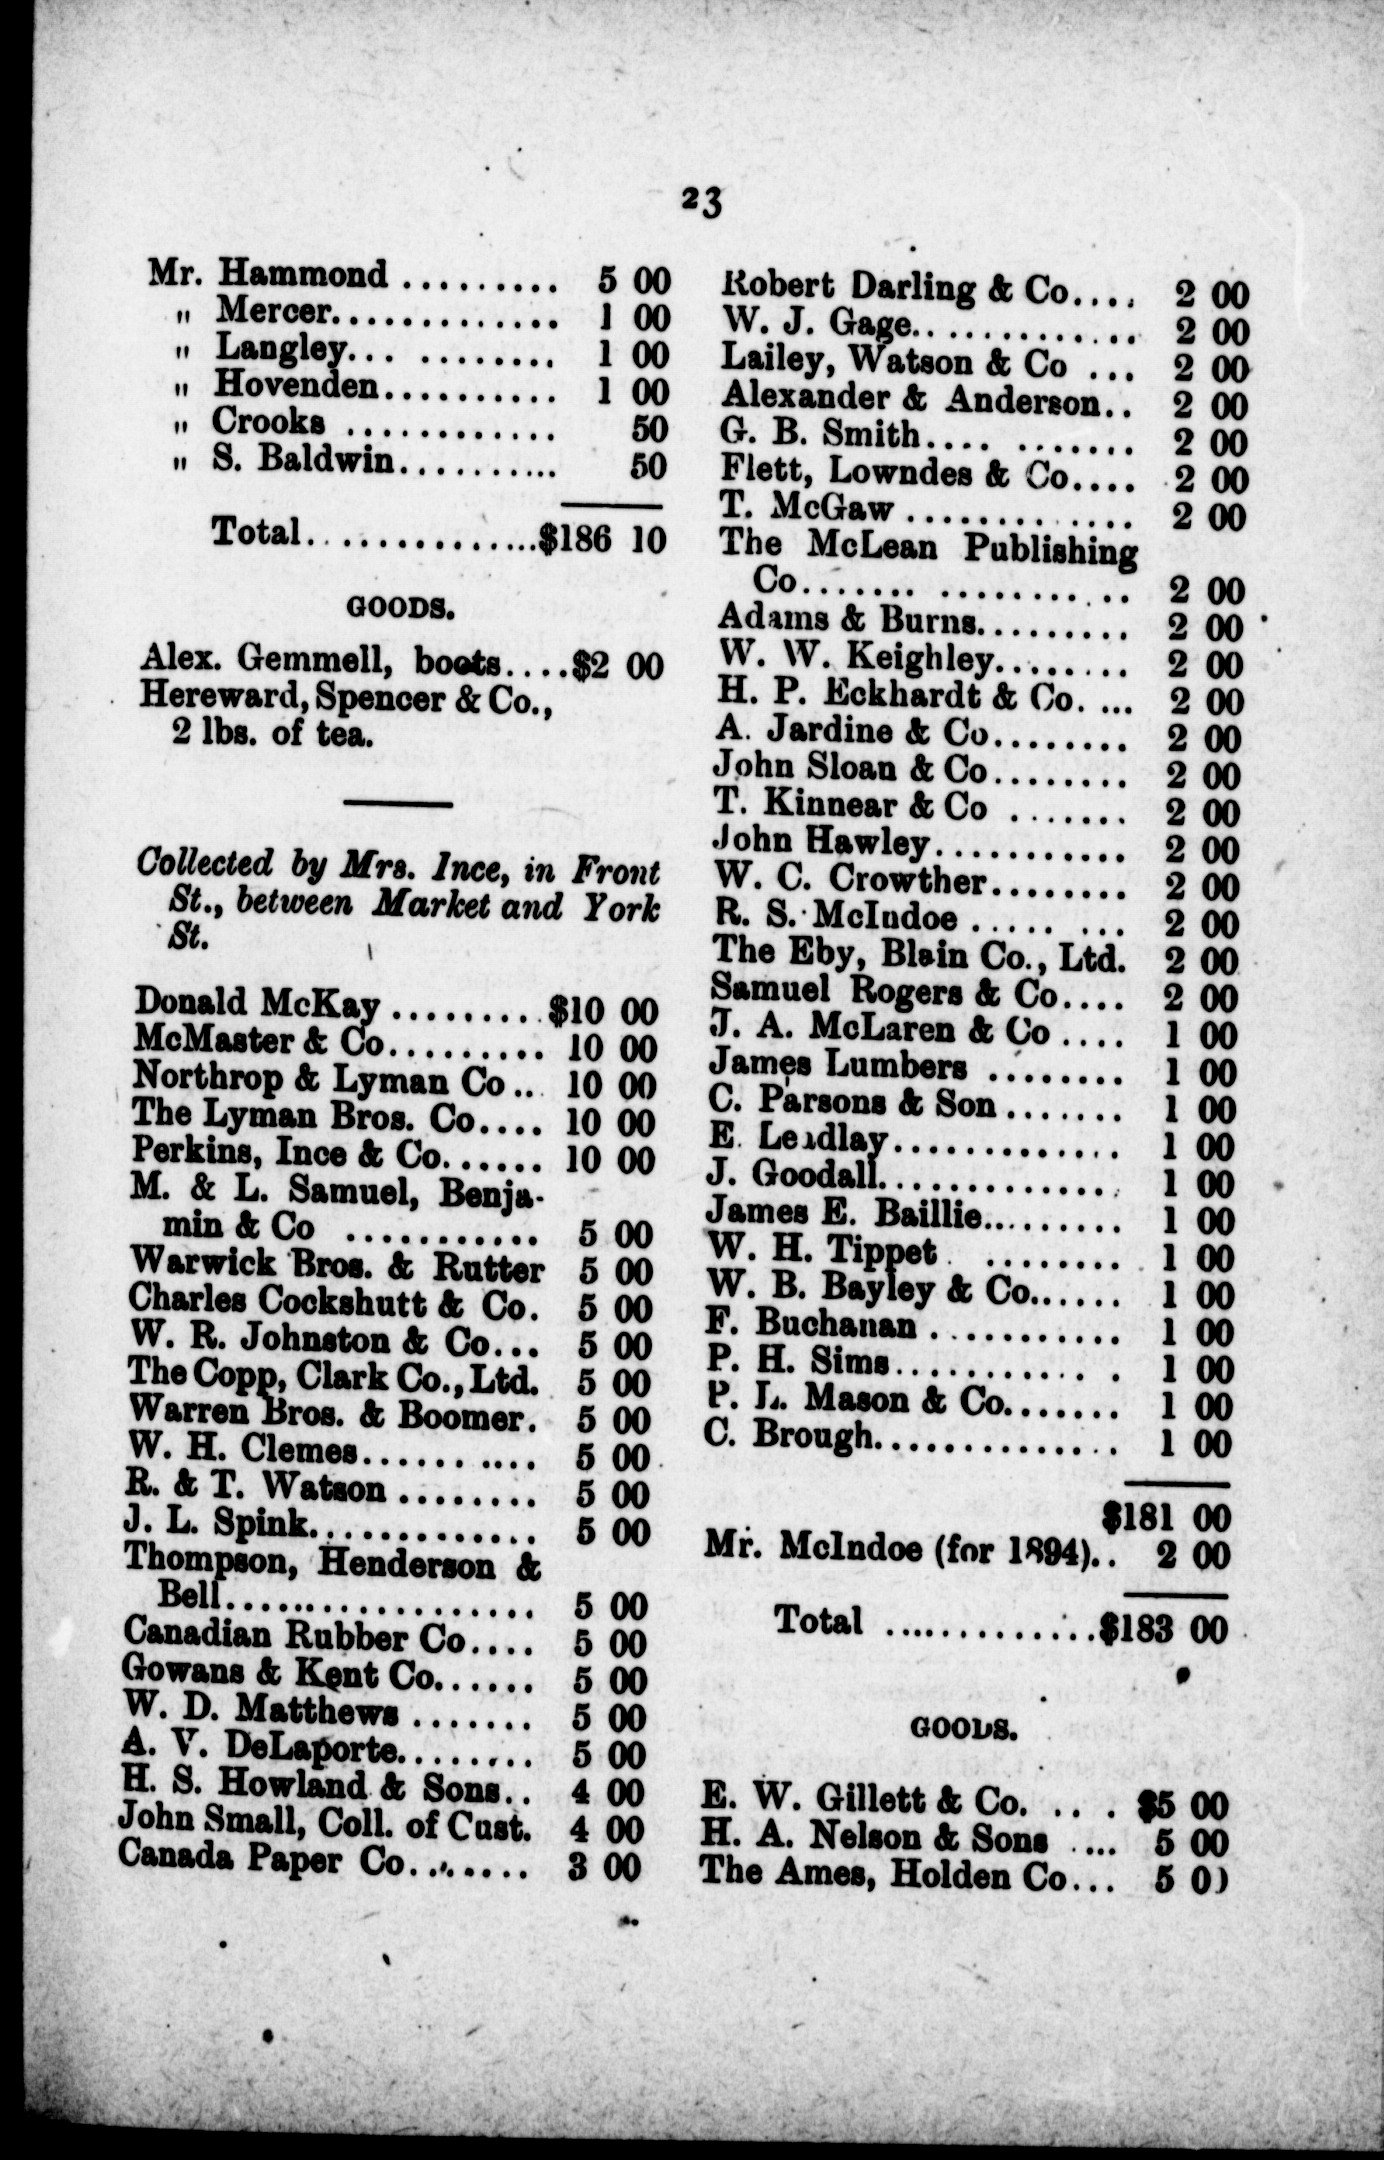 23
Mr. Hammond .......... 5 00
" Mercer.............. 1 00
" Langley... ......... 1 00
" Hovenden........... 1 00
" Crooks ............ 50
" S. Baldwin.......... 50
Total...............$186 10
GOODS.
Alex. Gemmell, boots....$2 00
Hereward, Spencer & Co.,
2 lbs. of tea.
Collected by Mrs. Ince, in Front
St., between Market and York
St.
Donald McKay ..........$10 00
McMaster & Co.......... 10 00
Northrop & Lyman Co... 10 00
The Lyman Bros. Co.... 10 00
Perkins, Ince & Co...... 10 00
M. & L. Samuel, Benja-
min & Co ........... 5 00
Warwick Bros. & Rutter 5 00
Charles Cockshutt & Co. 5 00
W. R. Johnston & Co... 5 00
The Copp, Clark Co., Ltd. 5 00
Warren Bros. & Boomer. 5 00
W. H. Clemes.......... 5 00
R. & T. Watson ........ 5 00
J. L. Spink............. 5 00
Thompson, Henderson &
Bell................. 5 00
Canadian Rubber Co.... 5 00
Gowans & Kent Co...... 5 00
W. D. Matthews ....... 5 00
A. V. DeLaporte........ 5 00
H. S. Howland & Sons.. 4 00
John Small, Coll. of Cust. 4 00
Canada Paper Co....... 3 00
Robert Darling & Co.... 2 00
W. J. Gage............. 2 00
Lailey, Watson & Co ... 2 00
Alexander & Anderson.. 2 00
G. B. Smith.... ....... 2 00
Flett, Lowndes & Co.... 2 00
T. McGaw ............. 2 00
The McLean Publishing
Co....... ........... 2 00
Adams & Burns......... 2 00
W. W. Keighley........ 2 00
H. P. Eckhardt & Co. ... 2 00
A. Jardine & Co........ 2 00
John Sloan & Co........ 2 00
T. Kinnear & Co ....... 2 00
John Hawley........... 2 00
W. C. Crowther........ 2 00
R. S. McIndoe ..... ... 2 00
The Eby, Blain Co., Ltd. 2 00
Samuel Rogers & Co.... 2 00
J. A. McLaren & Co .... 1 00
James Lumbers ........ 1 00
C. Parsons & Son ....... 1 00
E. Leadlay............. 1 00
J. Goodall.............. 1 00
James E. Baillie......... 1 00
W. H. Tippet ......... 1 00
W. B. Bayley & Co...... 1 00
F. Buchanan ........... 1 00
P. H. Sims............. 1 00
P. L. Mason & Co....... 1 00
C. Brough.............. 1 00
$181 00
Mr. McIndoe (for 1894).. 2 00
Total ............$183 00
GOODS.
E. W. Gillett & Co. ... . $5 00
H. A. Nelson & Sons .... 5 00
The Ames, Holden Co... 5 00